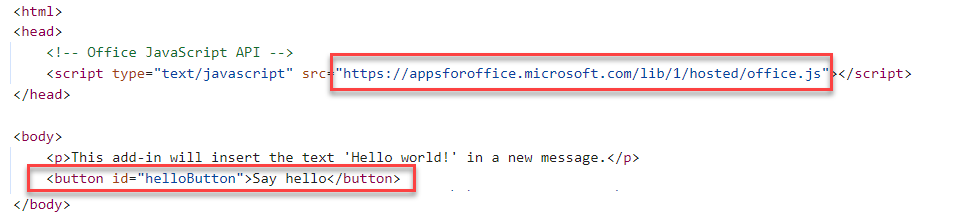 <html>
<head>
    <!-- Office JavaScript API -->
    <script type="text/javascript" src="https://appsforoffice.microsoft.com/lib/1/hosted/office.js"></script>
</head>

<body>
    <p>This add-in will insert the text 'Hello world!' in a new message.</p>
    <button id="helloButton">Say hello</button>
</body>